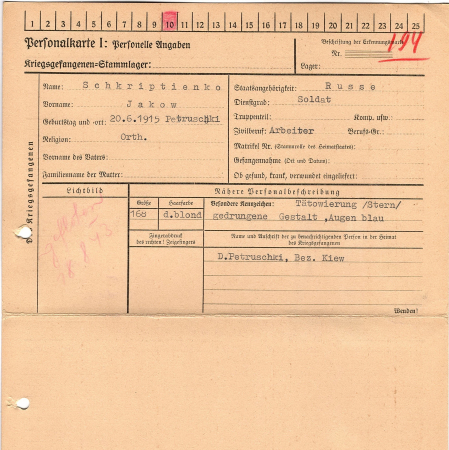 1 2 3 4 5 6 7 8 9 10 11 12 13 14 15 16 17 18 19 20 21 22 23 24 25
Personalkarte I: Personelle Angaben
Kriegsgefangenen-Stammlager:
Beschriftung der Erkennungsmarke
Nr. 194
Lager:
Des Kriegsgefangenen
Name: Schkriptienko
Vorname: Jakow
Geburtstag und -ort: 20.6.1915 Petruschki
Religion: Orth.
Vorname des Vaters:
Familienname der Mutter:
Staatsangehörigkeit: Russe
Dienstgrad: Soldat
Truppenteil: Komp. usw.:
Zivilberuf: Arbeiter Berufs-Gr.:
Matrikel Nr. (Stammrolle des Heimatstaates):
Gefangennahme (Ort und Datum):
Ob gesund, krank, verwundet eingeliefert:
Lichtbild
Nähere Personalbeschreibung
Größe Haarfarbe
168 d.blond
Besondere Kennzeichen: Tätowierung /Stern/
gedrungene Gestalt ,Augen blau
Fingerabdruck
des rechten Zeigefingers
Name und Anschrift der zu benachrichtigenden Person in der Heimat
des Kriegsgefangenen
D.Petruschki, Bez. Kiew
Wenden!